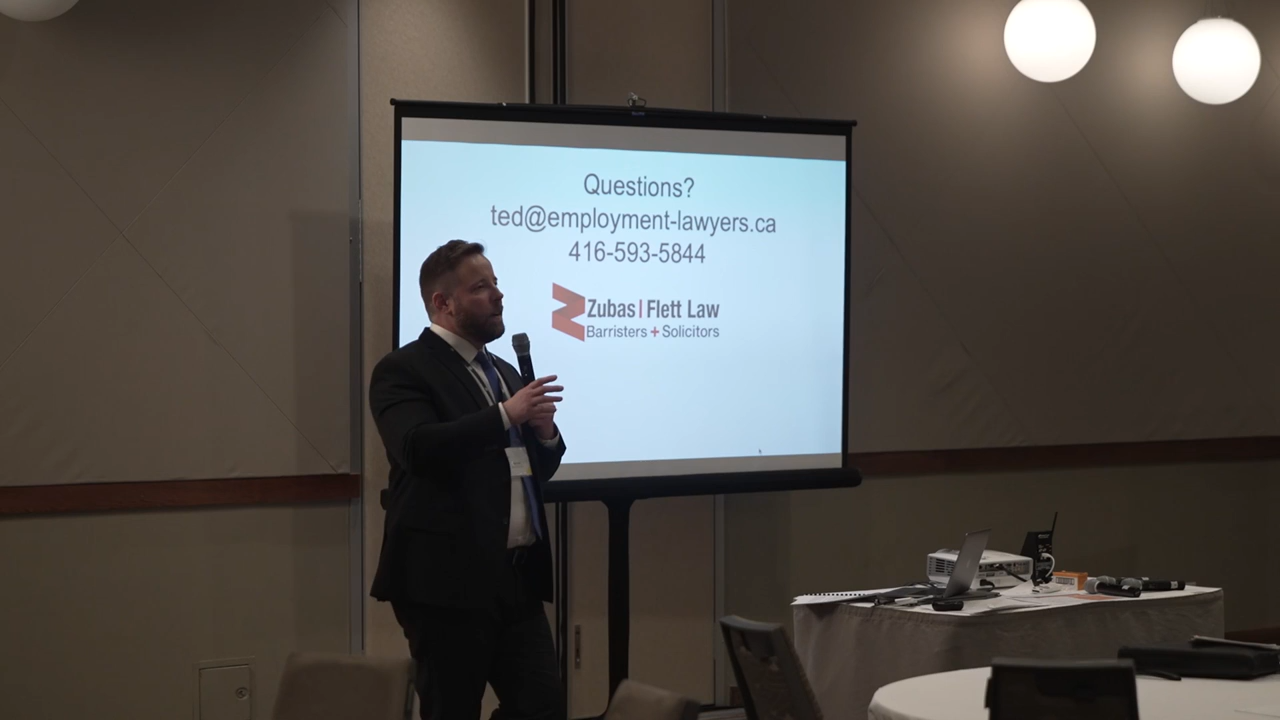 Questions?
ted@employment-lawyers.ca
416-593-5844
Zubas | Flett Law
Barristers + Solicitors